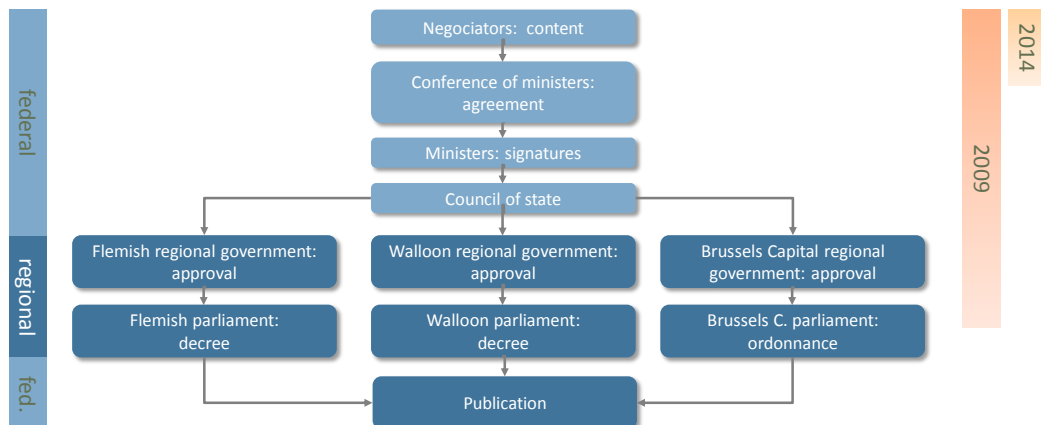 Negociators: content
Conference of ministers:
agreement
Ministers: signatures
Council of state
Flemish regional government:
approval
Walloon regional government:
approval
Brussels Capital regional
government: approval
Flemish parliament:
decree
Walloon parliament:
decree
Brussels C. parliament:
ordonnance
Publication
federal
regional
fed.
2009
2014